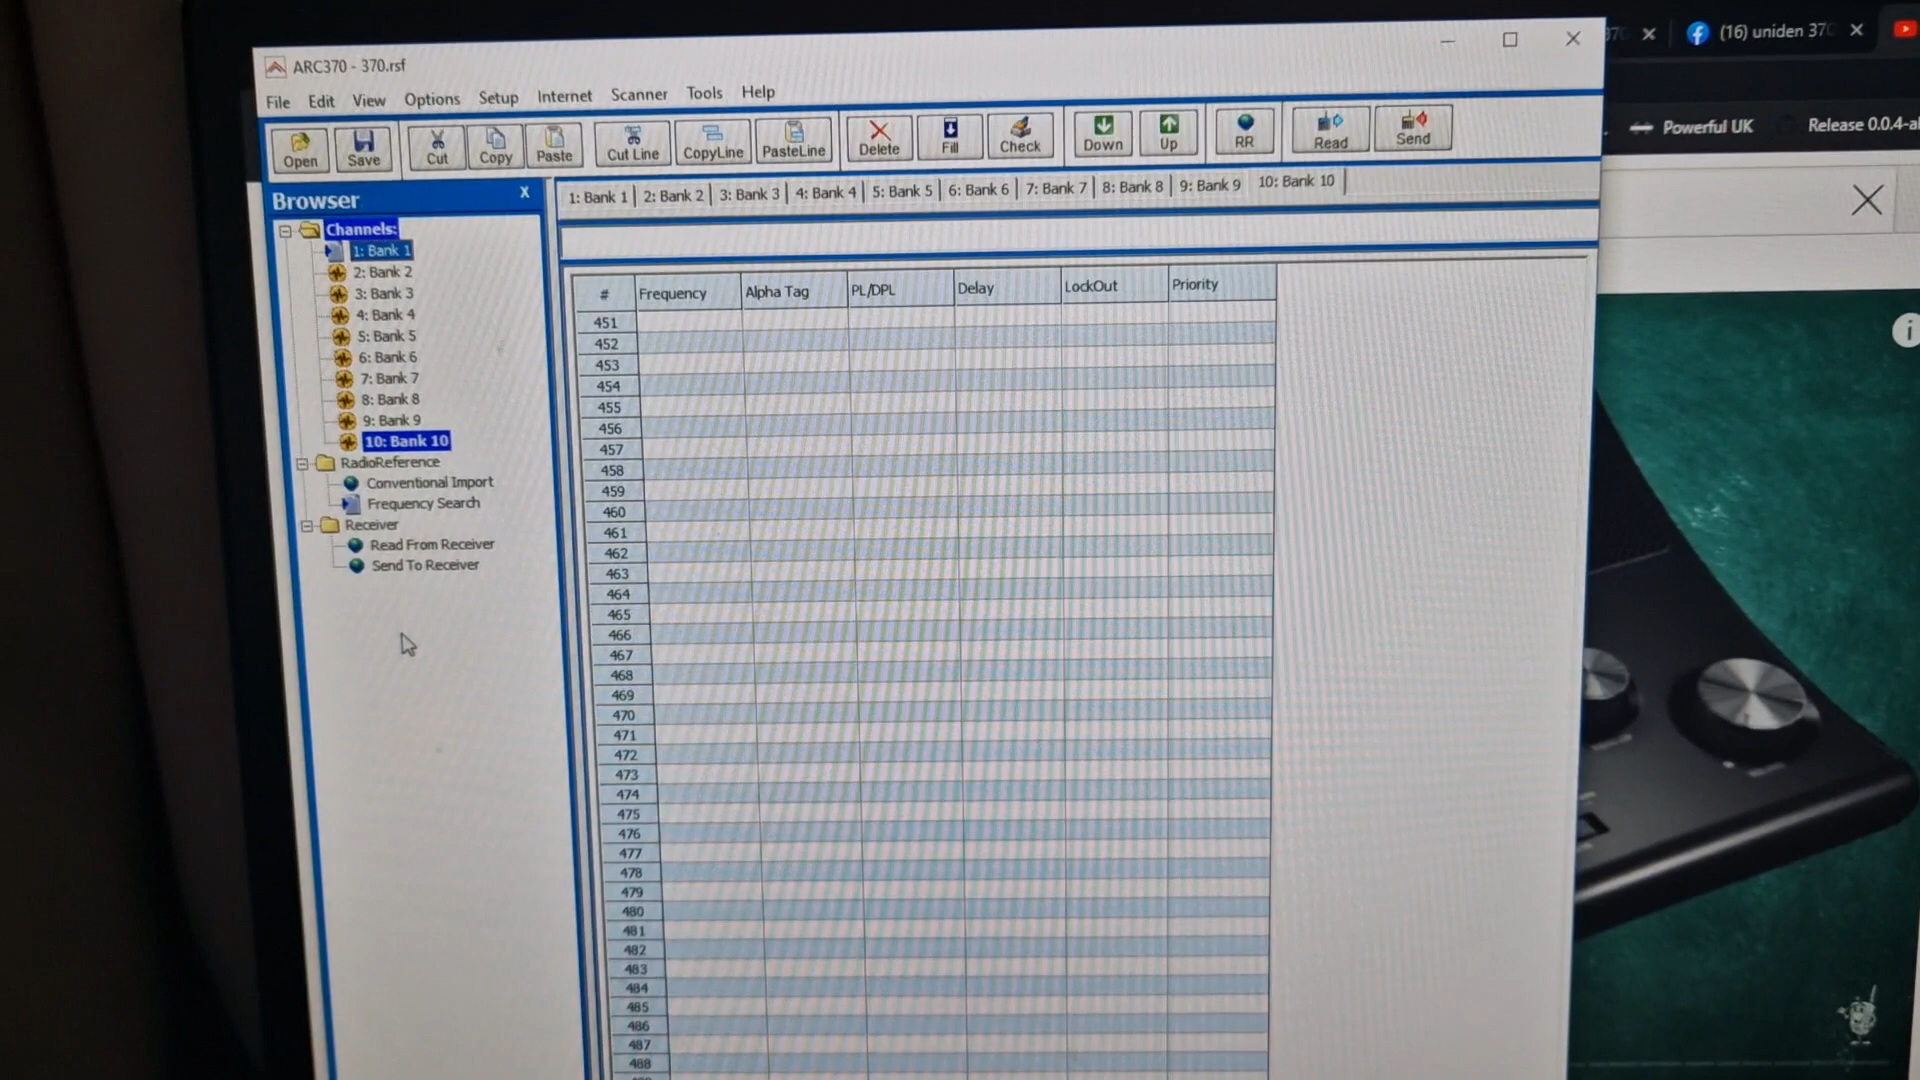 ARC370 - 370.rsf
(16) uniden 370
File Edit View Options Setup Internet Scanner Tools Help
Powerful UK
Release 0.0.4-al
Open Save Cut Copy Paste Cut Line CopyLine PasteLine Delete Fill Check Down Up RR Read Send
Browser X
1: Bank 1 | 2: Bank 2 | 3: Bank 3 | 4: Bank 4 | 5: Bank 5 | 6: Bank 6 | 7: Bank 7 | 8: Bank 8 | 9: Bank 9 | 10: Bank 10
Channels:
1: Bank 1
2: Bank 2
3: Bank 3
4: Bank 4
5: Bank 5
6: Bank 6
7: Bank 7
8: Bank 8
9: Bank 9
10: Bank 10
RadioReference
Conventional Import
Frequency Search
Receiver
Read From Receiver
Send To Receiver
# Frequency Alpha Tag PL/DPL Delay LockOut Priority
451
452
453
454
455
456
457
458
459
460
461
462
463
464
465
466
467
468
469
470
471
472
473
474
475
476
477
478
479
480
481
482
483
484
485
486
487
488